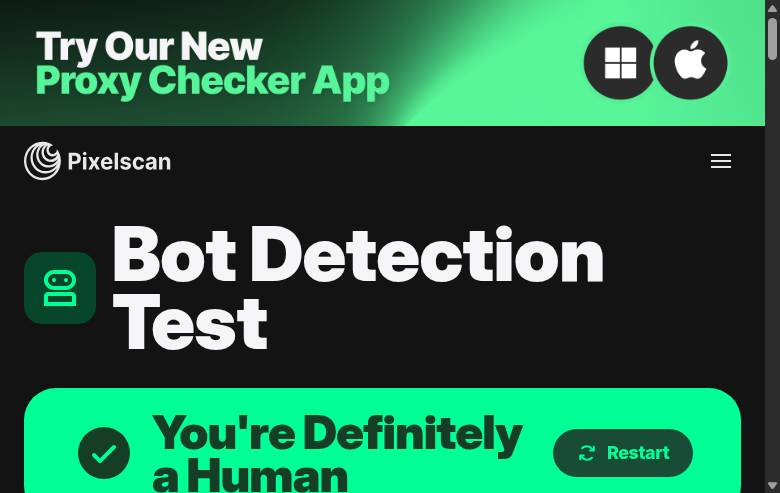 Try Our New
Proxy Checker App
Pixelscan
Bot Detection
Test
You're Definitely
a Human
Restart